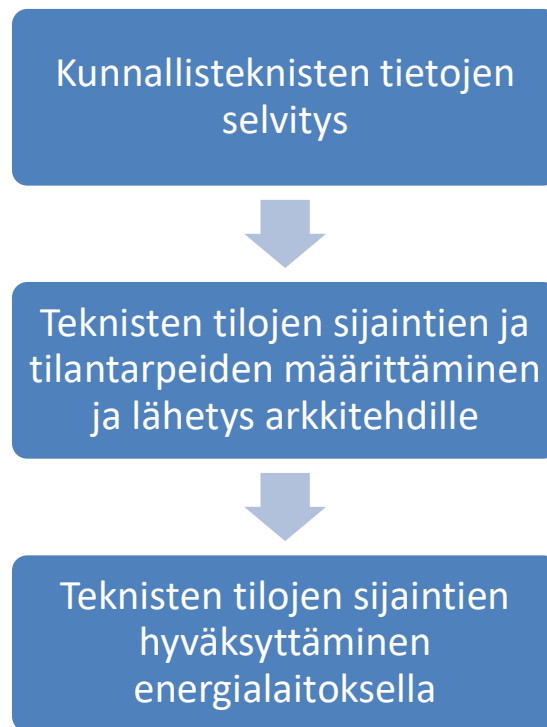 Kunnallisteknisten tietojen
selvitys
Teknisten tilojen sijaintien ja
tilantarpeiden määrittäminen
ja lähetys arkkitehdille
Teknisten tilojen sijaintien
hyväksyttäminen
energialaitoksella